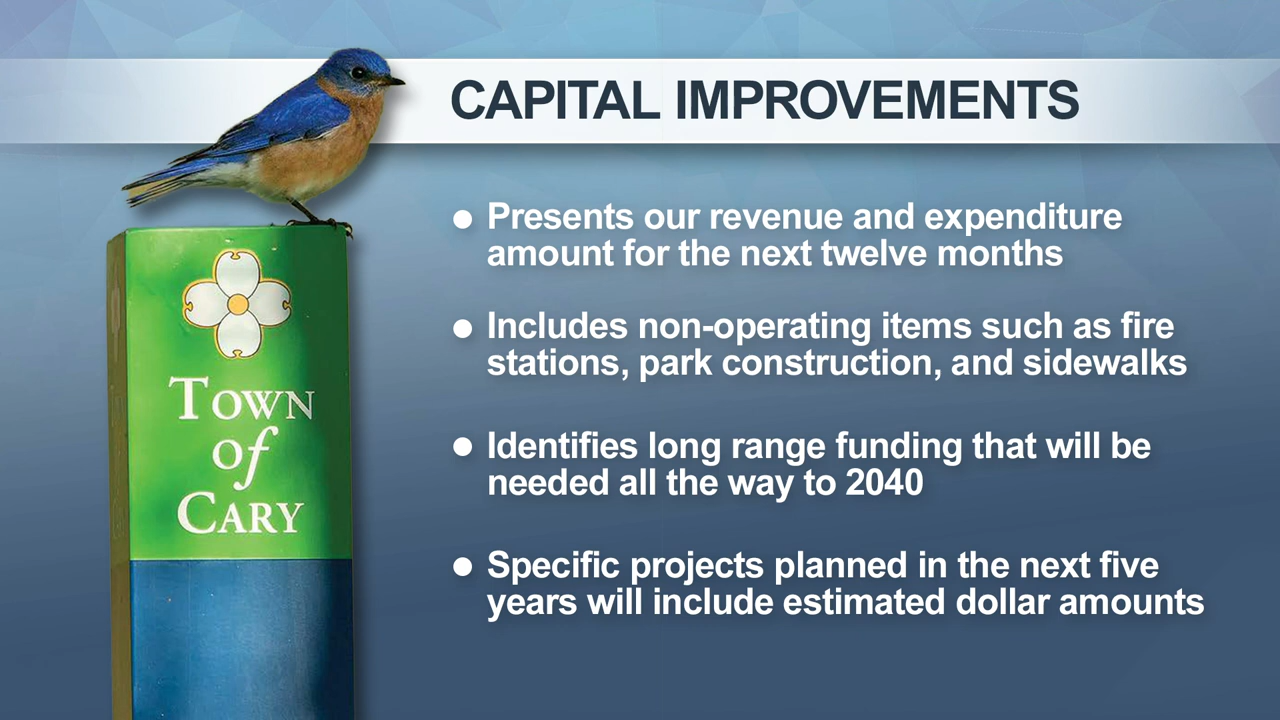 CAPITAL IMPROVEMENTS
• Presents our revenue and expenditure
amount for the next twelve months
• Includes non-operating items such as fire
stations, park construction, and sidewalks
• Identifies long range funding that will be
needed all the way to 2040
• Specific projects planned in the next five
years will include estimated dollar amounts
TOWN
of
CARY